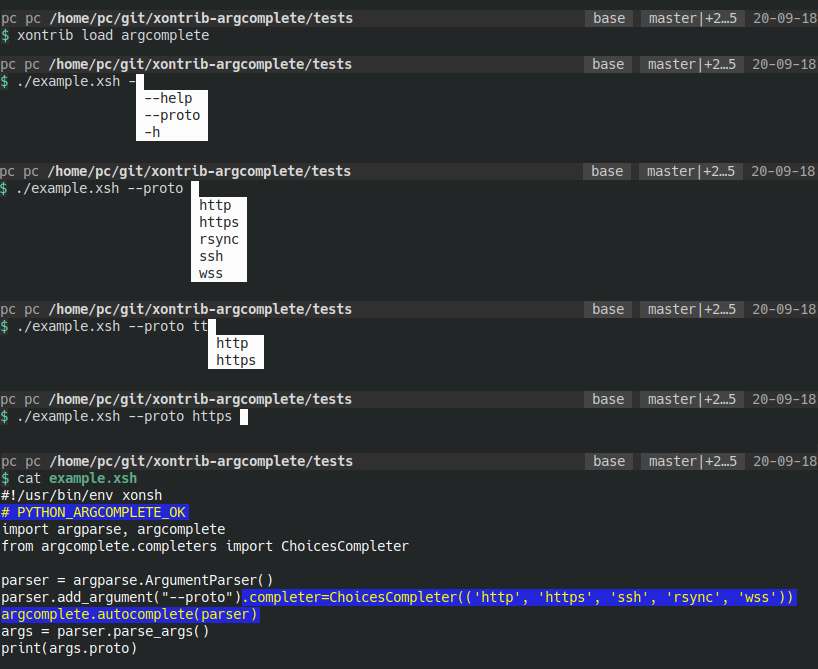 pc pc /home/pc/git/xontrib-argcomplete/tests base master|+2…5 20-09-18
$ xontrib load argcomplete
pc pc /home/pc/git/xontrib-argcomplete/tests base master|+2…5 20-09-18
$ ./example.xsh -
--help
--proto
-h
pc pc /home/pc/git/xontrib-argcomplete/tests base master|+2…5 20-09-18
$ ./example.xsh --proto
http
https
rsync
ssh
wss
pc pc /home/pc/git/xontrib-argcomplete/tests base master|+2…5 20-09-18
$ ./example.xsh --proto tt
http
https
pc pc /home/pc/git/xontrib-argcomplete/tests base master|+2…5 20-09-18
$ ./example.xsh --proto https
pc pc /home/pc/git/xontrib-argcomplete/tests base master|+2…5 20-09-18
$ cat example.xsh
#!/usr/bin/env xonsh
# PYTHON_ARGCOMPLETE_OK
import argparse, argcomplete
from argcomplete.completers import ChoicesCompleter
parser = argparse.ArgumentParser()
parser.add_argument("--proto").completer=ChoicesCompleter(('http', 'https', 'ssh', 'rsync', 'wss'))
argcomplete.autocomplete(parser)
args = parser.parse_args()
print(args.proto)